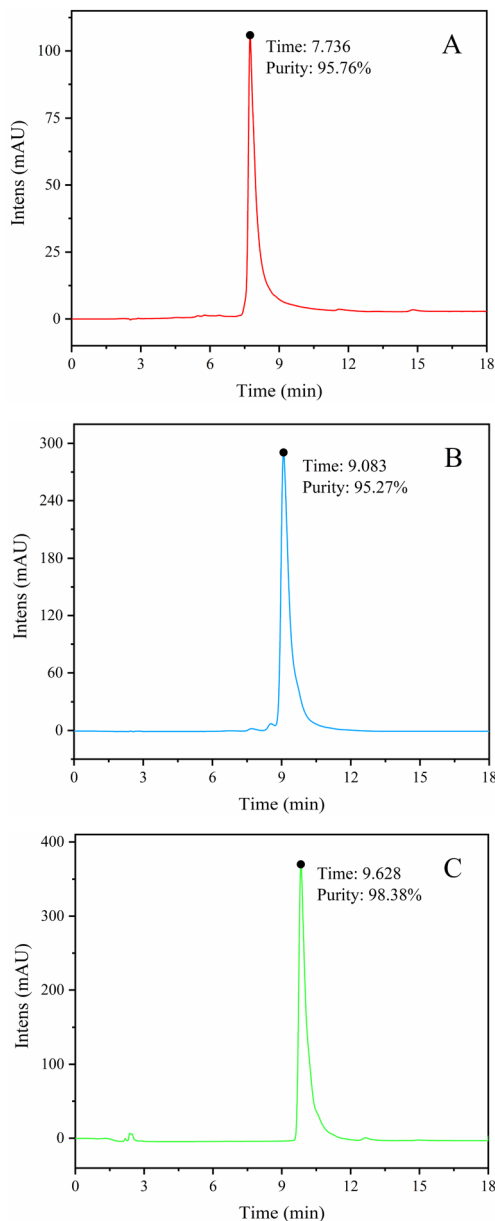 A
Time: 7.736
Purity: 95.76%
100
75
50
25
0
Intens (mAU)
0 3 6 9 12 15 18
Time (min)
B
Time: 9.083
Purity: 95.27%
300
240
180
120
60
0
Intens (mAU)
0 3 6 9 12 15 18
Time (min)
C
Time: 9.628
Purity: 98.38%
400
300
200
100
0
Intens (mAU)
0 3 6 9 12 15 18
Time (min)